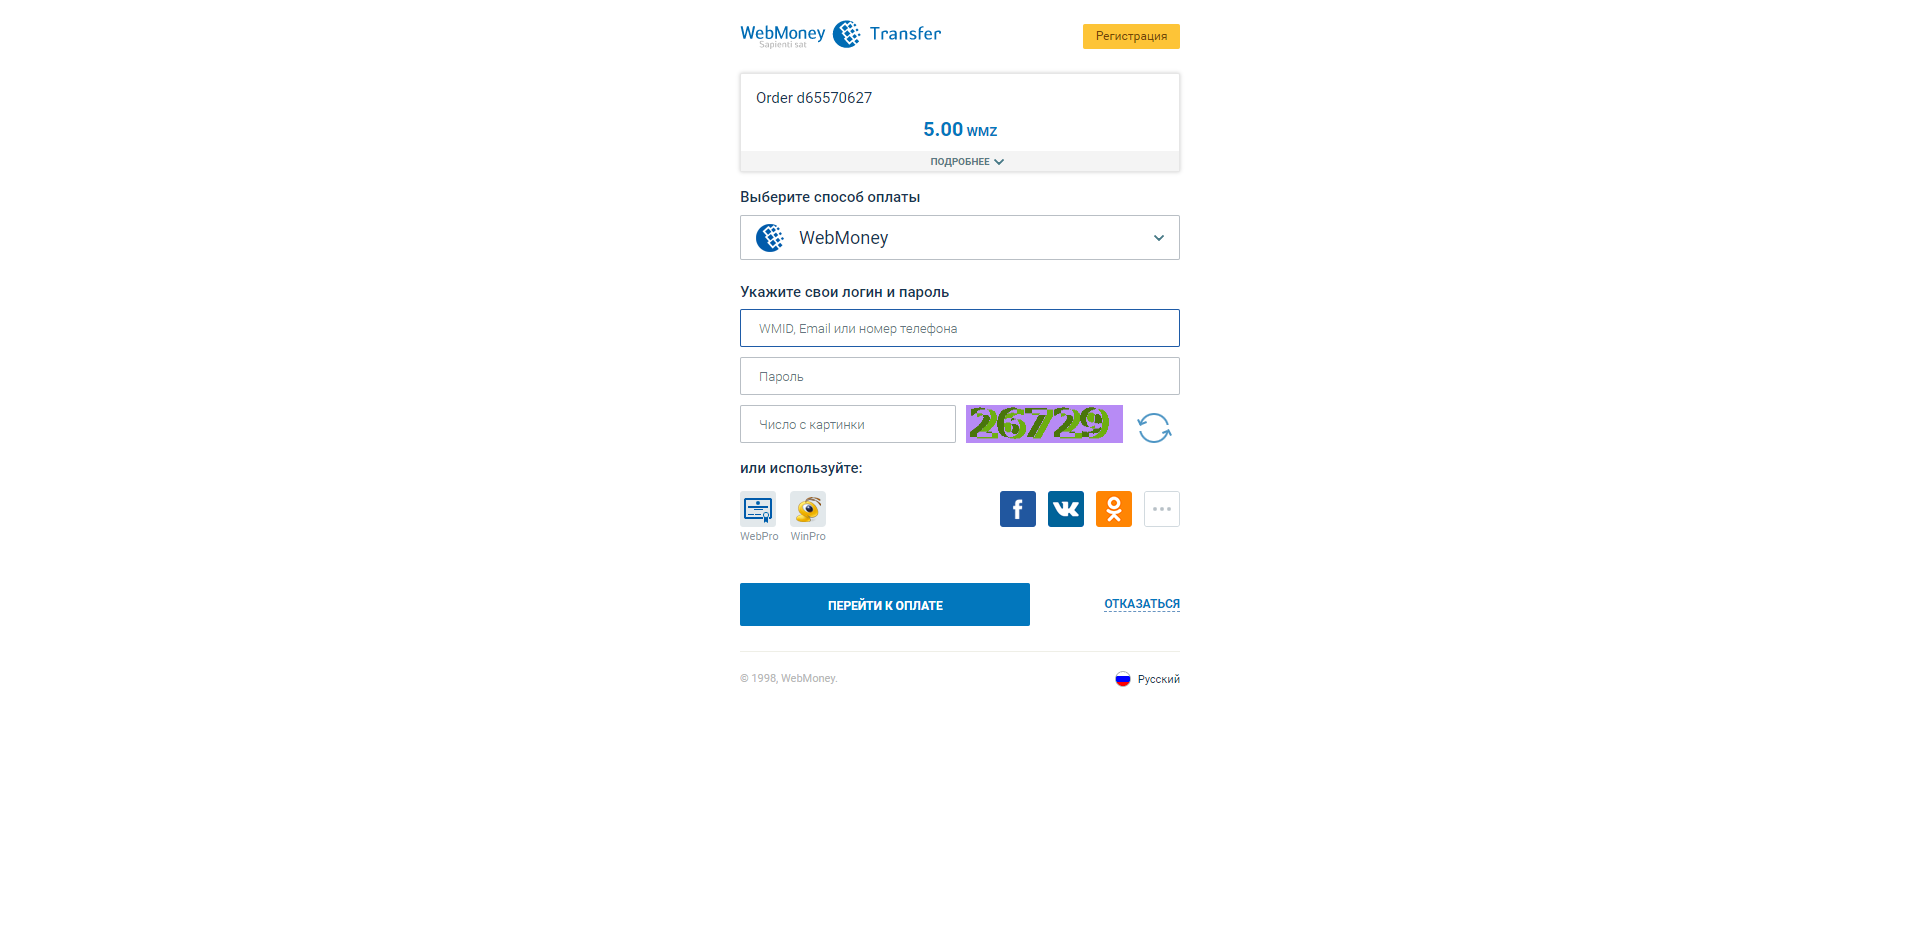 WebMoney Transfer
Sapienti sat
Регистрация
Order d65570627
5.00 WMZ
ПОДРОБНЕЕ
Выберите способ оплаты
WebMoney
Укажите свои логин и пароль
WMID, Email или номер телефона
Пароль
Число с картинки 26729
или используйте:
WebPro WinPro
ПЕРЕЙТИ К ОПЛАТЕ ОТКАЗАТЬСЯ
© 1998, WebMoney. Русский